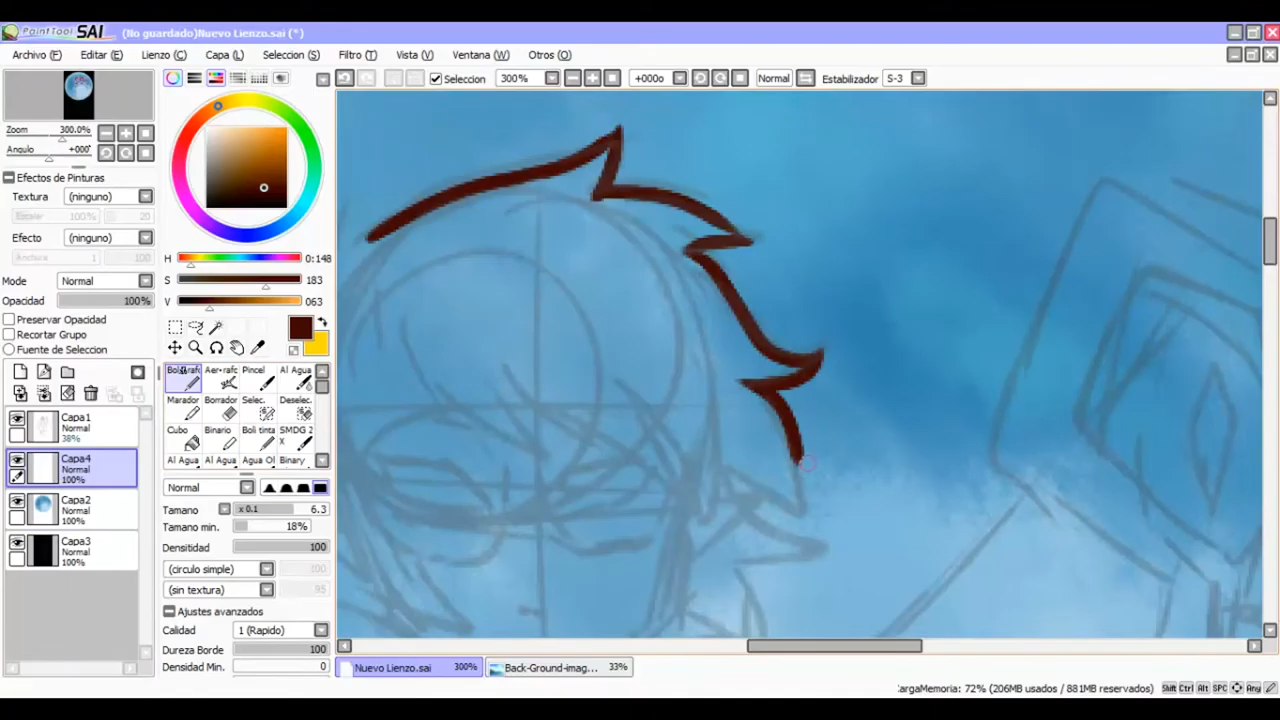 PaintTool SAI (No guardado)Nuevo Lienzo.sai (*)
Archivo (F) Editar (E) Lienzo (C) Capa (L) Seleccion (S) Filtro (T) Vista (V) Ventana (W) Otros (O)
Seleccion 300% +000o Normal Estabilizador S-3
Zoom 300.0%
Angulo +000°
Efectos de Pinturas
Textura (ninguno)
Escalar 100% 20
Efecto (ninguno)
Anchura 1 100
Mode Normal
Opacidad 100%
Preservar Opacidad
Recortar Grupo
Fuente de Seleccion
Capa1
Normal
38%
Capa4
Normal
100%
Capa2
Normal
100%
Capa3
Normal
100%
H 0:148
S 183
V 063
Aer-rafc Pincel Al Agua
Marador Borrador Selec. Deselec.
Cubo Binario Boli tinta SMDG 2
X
Al Agua Al Agua Agua Ol Binary
Normal
Tamano x 0.1 6.3
Tamano min. 18%
Densitidad 100
(circulo simple) 100
(sin textura) 95
Ajustes avanzados
Calidad 1 (Rapido)
Dureza Borde 100
Densidad Min. 0
Nuevo Lienzo.sai 300% Back-Ground-imag... 33%
CargaMemoria: 72% (206MB usados / 881MB reservados) Shift Ctrl Alt SPC Any